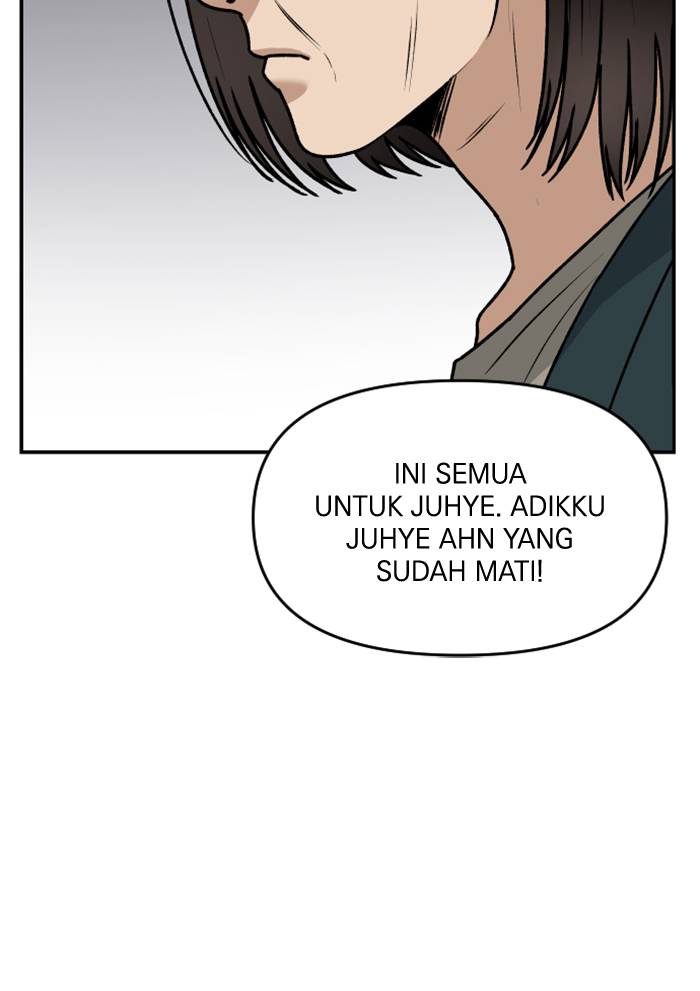 INI SEMUA
UNTUK JUHYE. ADIKKU
JUHYE AHN YANG
SUDAH MATI!